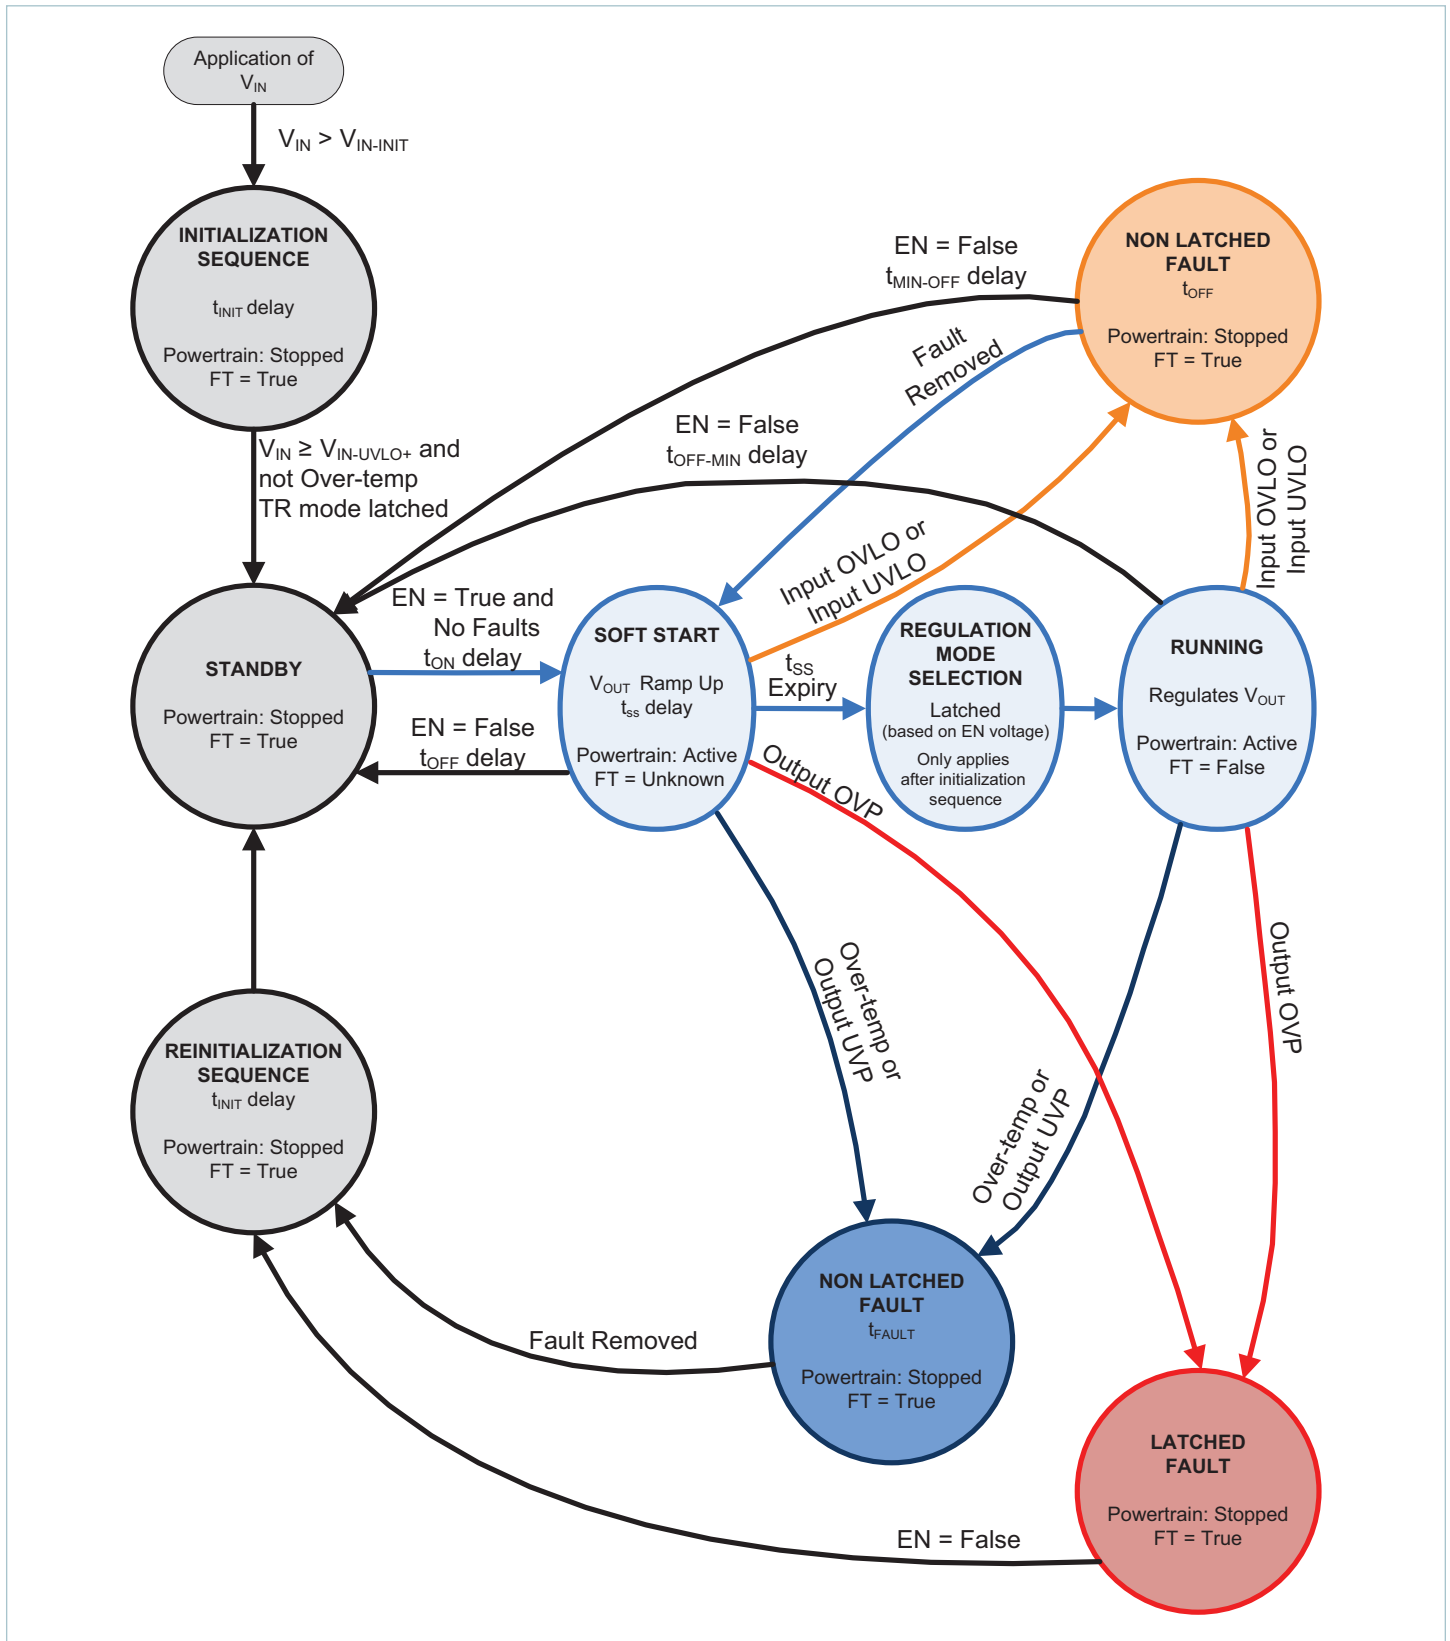 Application of
VIN
VIN > VIN-INIT
INITIALIZATION
SEQUENCE
tINIT delay
Powertrain: Stopped
FT = True
VIN ≥ VIN-UVLO+ and
not Over-temp
TR mode latched
EN = False
tMIN-OFF delay
NON LATCHED
FAULT
tOFF
Powertrain: Stopped
FT = True
Fault
Removed
EN = False
tOFF-MIN delay
Input OVLO or
Input UVLO
Input OVLO or
Input UVLO
STANDBY
Powertrain: Stopped
FT = True
EN = True and
No Faults
tON delay
EN = False
tOFF delay
SOFT START
VOUT Ramp Up
tss delay
Powertrain: Active
FT = Unknown
tSS
Expiry
REGULATION
MODE
SELECTION
Latched
(based on EN voltage)
Only applies
after initialization
sequence
RUNNING
Regulates VOUT
Powertrain: Active
FT = False
Output OVP
Over-temp or
Output UVP
Over-temp or
Output UVP
Output OVP
REINITIALIZATION
SEQUENCE
tINIT delay
Powertrain: Stopped
FT = True
Fault Removed
NON LATCHED
FAULT
tFAULT
Powertrain: Stopped
FT = True
EN = False
LATCHED
FAULT
Powertrain: Stopped
FT = True